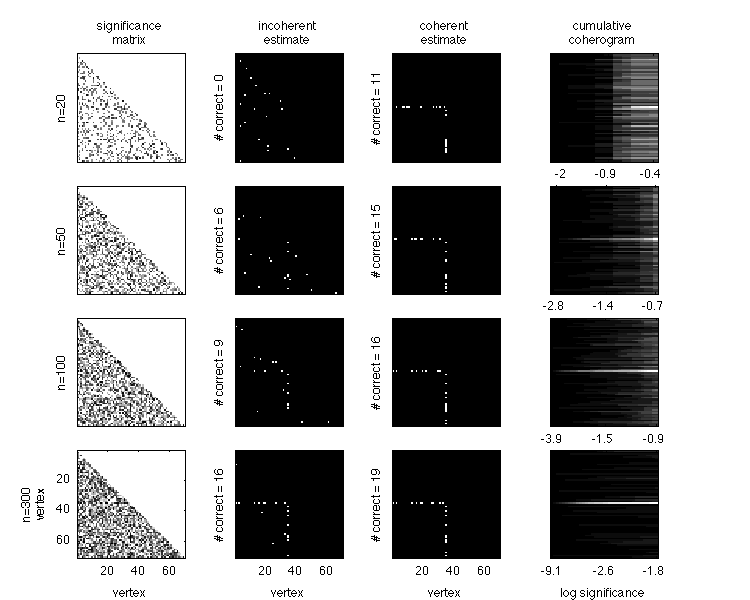 significance matrix
incoherent estimate
coherent estimate
cumulative coherogram
n=20
# correct = 0
# correct = 11
-2 -0.9 -0.4
n=50
# correct = 6
# correct = 15
-2.8 -1.4 -0.7
n=100
# correct = 9
# correct = 16
-3.9 -1.5 -0.9
n=300
vertex
20
40
60
# correct = 16
# correct = 19
20 40 60
20 40 60
20 40 60
-9.1 -2.6 -1.8
vertex
vertex
vertex
log significance